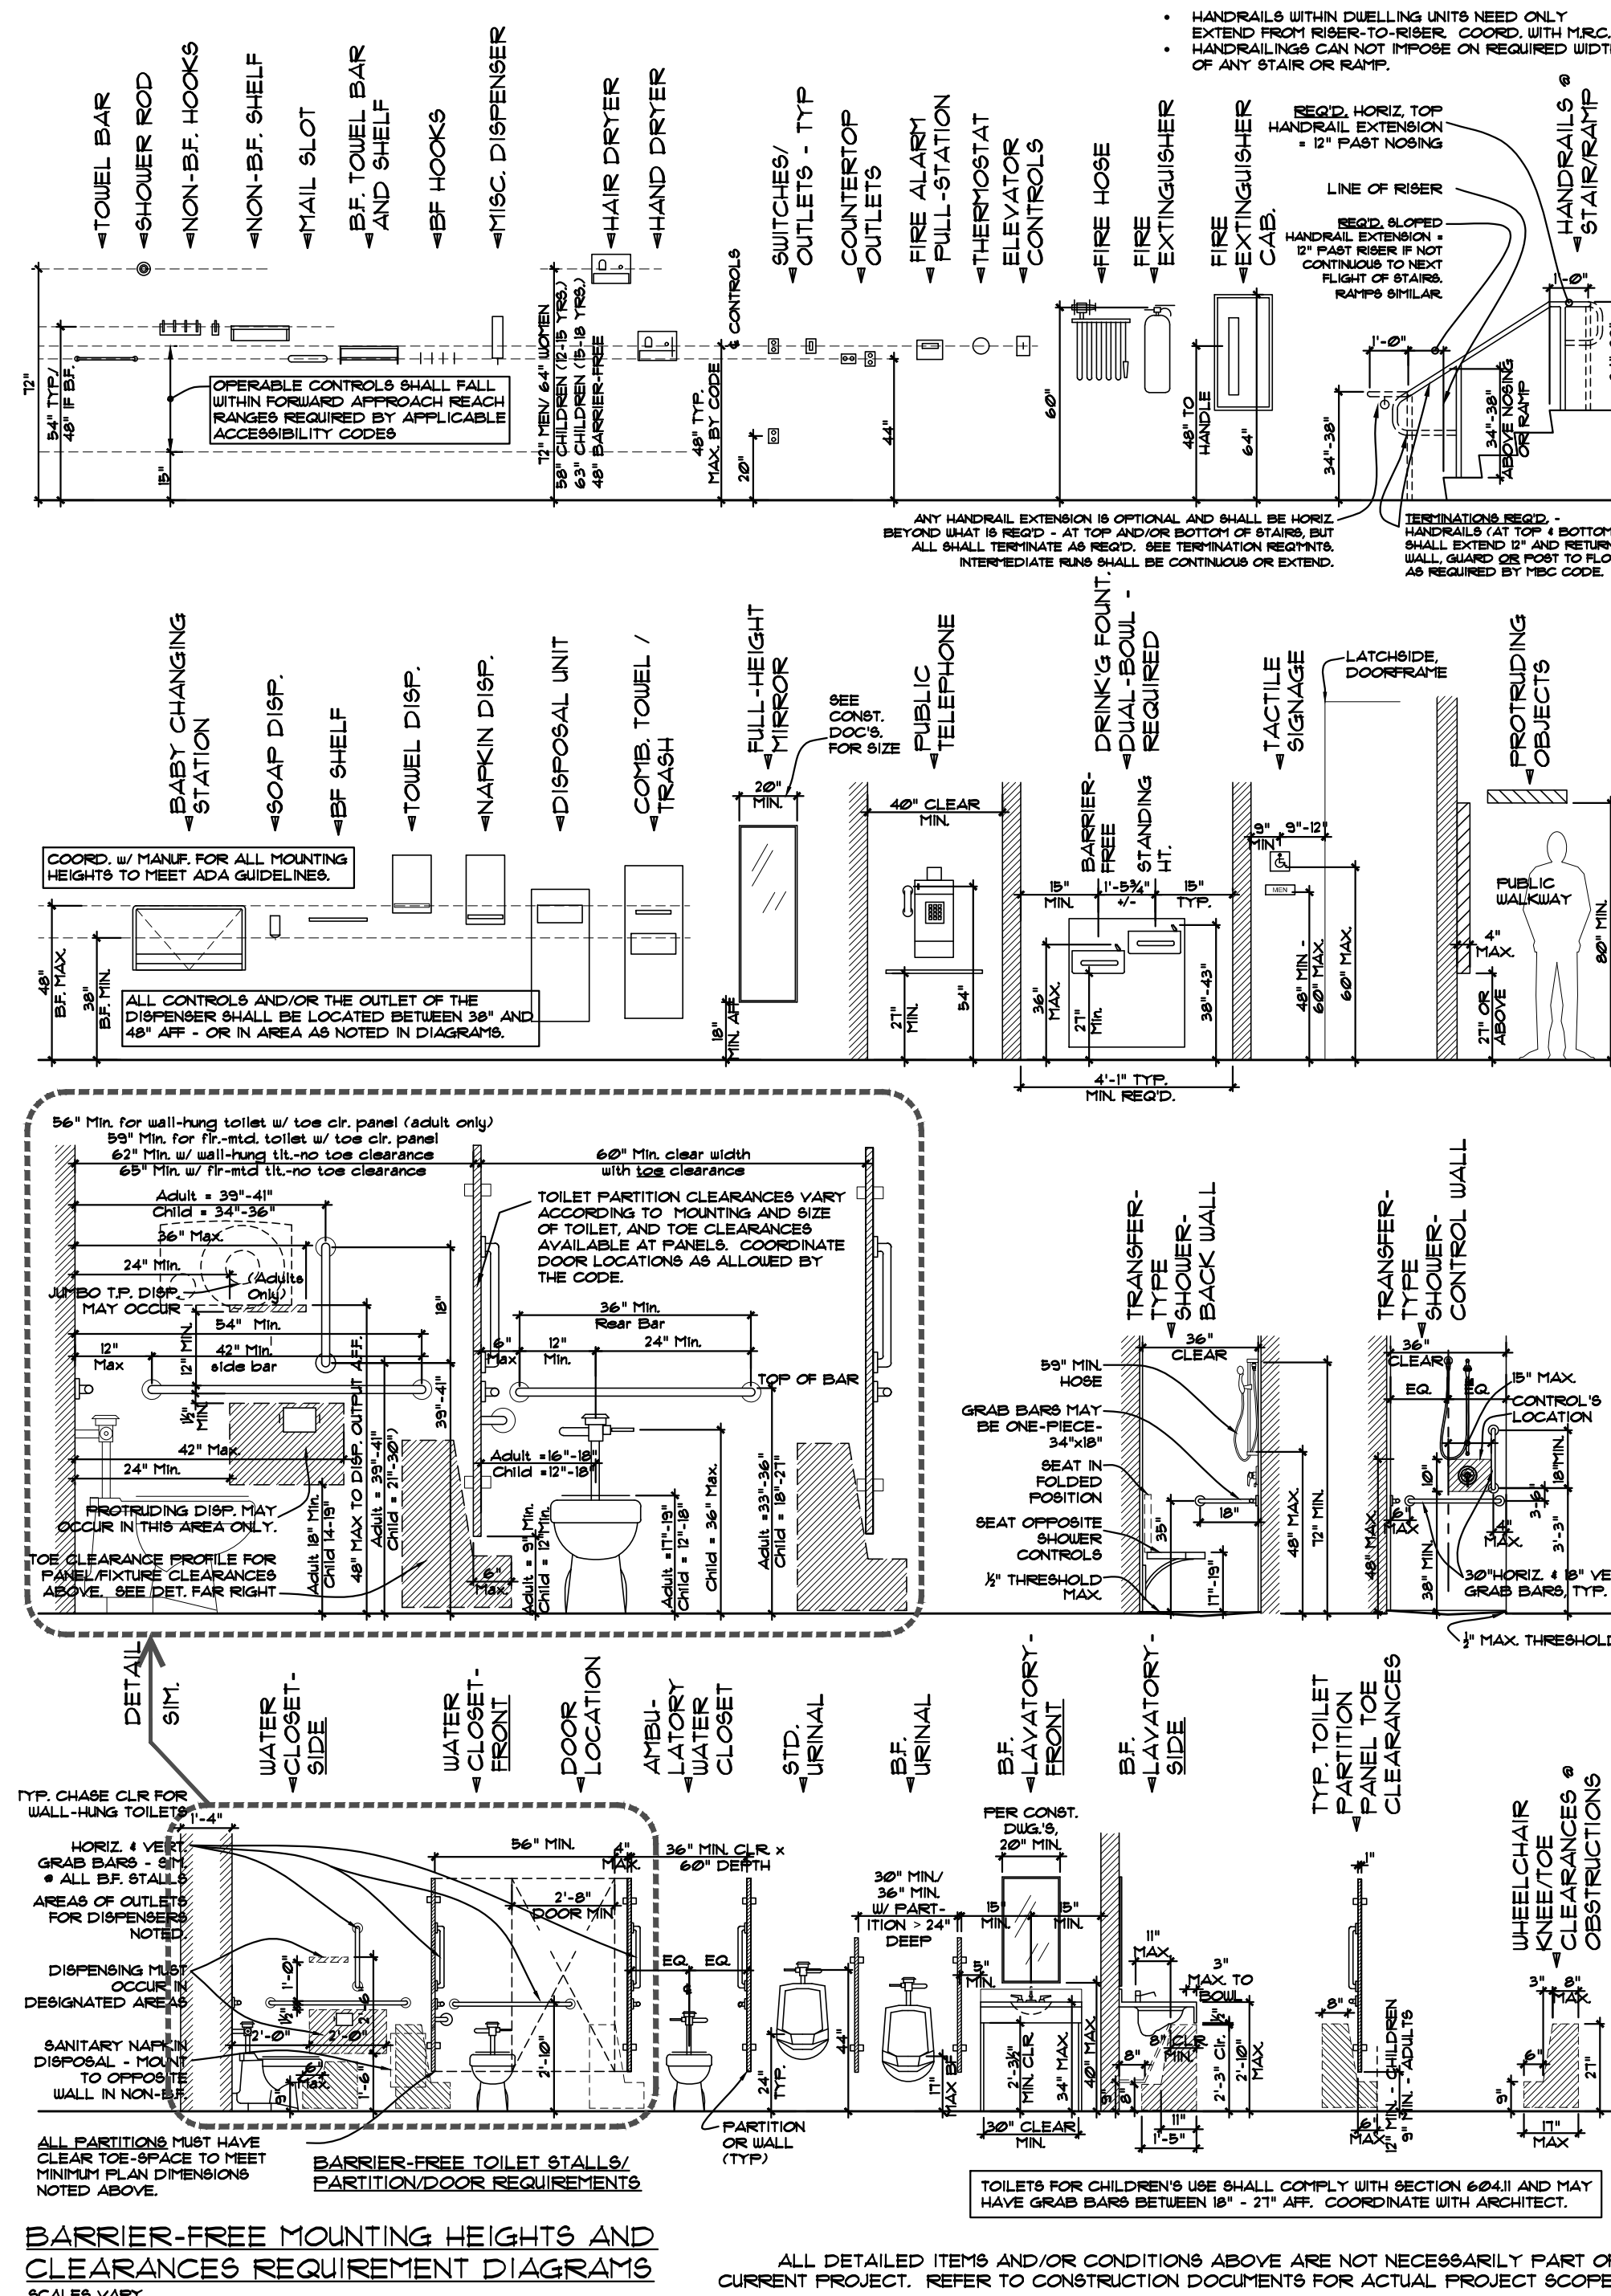 • HANDRAILS WITHIN DWELLING UNITS NEED ONLY
EXTEND FROM RISER-TO-RISER. COORD. WITH M.R.C.
• HANDRAILINGS CAN NOT IMPOSE ON REQUIRED
OF ANY STAIR OR RAMP.
TOWEL BAR
SHOWER ROD
NON-B.F. HOOKS
NON-B.F. SHELF
MAIL SLOT
B.F. TOWEL BAR
AND SHELF
BF HOOKS
MISC. DISPENSER
HAIR DRYER
HAND DRYER
SWITCHES/
OUTLETS - TYP
COUNTERTOP
OUTLETS
FIRE ALARM
PULL-STATION
THERMOSTAT
ELEVATOR
CONTROLS
FIRE HOSE
FIRE
EXTINGUISHER
FIRE
EXTINGUISHER
CAB.
HANDRAILS @
STAIR/RAMP
REQ'D. HORIZ, TOP
HANDRAIL EXTENSION
= 12" PAST NOSING
LINE OF RISER
REQ'D. SLOPED
HANDRAIL EXTENSION =
12" PAST RISER IF NOT
CONTINUOUS TO NEXT
FLIGHT OF STAIRS.
RAMPS SIMILAR.
1'-0"
1'-0"
72"
54" TYP./
48" IF B.F.
15"
OPERABLE CONTROLS SHALL FALL
WITHIN FORWARD APPROACH REACH
RANGES REQUIRED BY APPLICABLE
ACCESSIBILITY CODES
72" MEN/ 64" WOMEN
58" CHILDREN (12-15 YRS.)
63" CHILDREN (15-18 YRS.)
48" BARRIER-FREE
48" TYP.
MAX. BY CODE
CONTROLS
20"
44"
60"
48" TO
HANDLE
64"
34"-38"
34"-38"
ABOVE NOSING
OR RAMP
ANY HANDRAIL EXTENSION IS OPTIONAL AND SHALL BE HORIZ
BEYOND WHAT IS REQ'D - AT TOP AND/OR BOTTOM OF STAIRS, BUT
ALL SHALL TERMINATE AS REQ'D. SEE TERMINATION REQ'MNTS.
INTERMEDIATE RUNS SHALL BE CONTINUOUS OR EXTEND.
TERMINATIONS REQ'D. -
HANDRAILS (AT TOP & BOTTOM
SHALL EXTEND 12" AND RETURN
WALL, GUARD OR POST TO
AS REQUIRED BY MBC CODE.
BABY CHANGING
STATION
SOAP DISP.
BF SHELF
TOWEL DISP.
NAPKIN DISP.
DISPOSAL UNIT
COMB. TOWEL /
TRASH
FULL-HEIGHT
MIRROR
SEE
CONST.
DOC'S.
FOR SIZE
PUBLIC
TELEPHONE
DRINK'G FOUNT.
DUAL-BOWL -
REQUIRED
TACTILE
SIGNAGE
LATCHSIDE,
DOORFRAME
PROTRUDING
OBJECTS
COORD. w/ MANUF. FOR ALL MOUNTING
HEIGHTS TO MEET ADA GUIDELINES.
48"
B.F. MAX.
38"
B.F. MIN.
ALL CONTROLS AND/OR THE OUTLET OF THE
DISPENSER SHALL BE LOCATED BETWEEN 38" AND
48" AFF - OR IN AREA AS NOTED IN DIAGRAMS.
20"
MIN.
18"
MIN. AFF
40" CLEAR
MIN.
27"
MIN.
54"
BARRIER-
FREE
STANDING
HT.
15"
MIN.
1'-5¾"
+/-
15"
TYP.
36"
MAX.
27"
Min.
38"-43"
4'-1" TYP.
MIN. REQ'D.
9"
MIN
9"-12"
MEN
48" MIN -
60" MAX.
60" MAX.
PUBLIC
WALKWAY
4"
MAX.
27" OR
ABOVE
80" MIN.
56" Min. for wall-hung toilet w/ toe clr. panel (adult only)
59" Min. for flr.-mtd. toilet w/ toe clr. panel
62" Min. w/ wall-hung tlt.-no toe clearance
65" Min. w/ flr-mtd tlt.-no toe clearance
60" Min. clear width
with toe clearance
Adult = 39"-41"
Child = 34"-36"
36" Max.
24" Min.
(Adults
Only)
JUMBO T.P. DISP.
MAY OCCUR
54" Min.
12"
Max
42" Min.
side bar
12" MIN.
1½"
MIN.
18"
39"-41"
TOILET PARTITION CLEARANCES VARY
ACCORDING TO MOUNTING AND SIZE
OF TOILET, AND TOE CLEARANCES
AVAILABLE AT PANELS. COORDINATE
DOOR LOCATIONS AS ALLOWED BY
THE CODE.
36" Min.
Rear Bar
6"
Max
12"
Min.
24" Min.
TOP OF BAR
42" Max.
24" Min.
PROTRUDING DISP. MAY
OCCUR IN THIS AREA ONLY.
TOE CLEARANCE PROFILE FOR
PANEL/FIXTURE CLEARANCES
ABOVE. SEE DET. FAR RIGHT
Adult 18" Min.
Child 14-19"
48" MAX TO DISP. OUTPUT A.F.F.
Adult = 39"-41"
Child = 21"-30")
Adult =16"-18"
Child =12"-18"
6"
Max.
Adult = 9"Min.
Child = 12"Min.
Adult =17"-19"
Child = 12"-18"
Child = 36" Max.
Adult =33"-36"
Child = 18"-27"
TRANSFER-
TYPE
SHOWER-
BACK WALL
TRANSFER-
TYPE
SHOWER-
CONTROL WALL
36"
CLEAR
59" MIN.
HOSE
GRAB BARS MAY
BE ONE-PIECE-
34"x18"
SEAT IN
FOLDED
POSITION
SEAT OPPOSITE
SHOWER
CONTROLS
½" THRESHOLD
MAX.
35"
18"
17"-19"
48" MAX.
72" MIN.
36"
CLEAR
EQ.
EQ.
15" MAX.
CONTROL'S
LOCATION
10"
18"MIN.
6"
MAX
4"
MAX.
48" MAX.
38" MIN.
3-6"
3'-3"
30"HORIZ. & 18"
GRAB BARS, TYP.
½" MAX. THRESHOLD
DETAIL
SIM.
WATER
CLOSET-
SIDE
WATER
CLOSET-
FRONT
DOOR
LOCATION
AMBU-
LATORY
WATER
CLOSET
STD.
URINAL
B.F.
URINAL
B.F.
LAVATORY-
FRONT
B.F.
LAVATORY-
SIDE
TYP. TOILET
PARTITION
PANEL TOE
CLEARANCES
WHEELCHAIR
KNEE/TOE
CLEARANCES @
OBSTRUCTIONS
TYP. CHASE CLR FOR
WALL-HUNG TOILETS
1'-4"
HORIZ. & VERT.
GRAB BARS - SIM.
@ ALL B.F. STALLS
AREAS OF OUTLETS
FOR DISPENSERS
NOTED.
DISPENSING MUST
OCCUR IN
DESIGNATED AREAS
SANITARY NAPKIN
DISPOSAL - MOUNT
TO OPPOSITE
WALL IN NON-B.F.
1'-0"
1½"
2'-6"
2'-0"
2'-0"
6"
Max.
9"
1'-6"
56" MIN.
4"
MAX.
2'-8"
DOOR MIN
2'-10"
36" MIN. CLR. x
60" DEPTH
EQ.
EQ.
24"
TYP.
44"
30" MIN./
36" MIN.
W/ PART-
ITION > 24"
DEEP
17"
MAX BF
PER CONST.
DWG.'S,
20" MIN.
15"
MIN.
15"
MIN.
5"
MIN.
2'-3½"
MIN. CLR
34" MAX.
40" MAX.
30" CLEAR
MIN.
11"
MAX.
3"
MAX. TO
BOWL
8" CLR
MIN.
8"
9"
8"
11"
1'-5"
½"
2'-3" Clr.
2'-10"
MAX.
1"
8"
6"
MAX.
12" MIN. - CHILDREN
9" MIN. - ADULTS
3"
8"
MAX.
6"
9"
27"
17"
MAX
ALL PARTITIONS MUST HAVE
CLEAR TOE-SPACE TO MEET
MINIMUM PLAN DIMENSIONS
NOTED ABOVE.
BARRIER-FREE TOILET STALLS/
PARTITION/DOOR REQUIREMENTS
PARTITION
OR WALL
(TYP)
TOILETS FOR CHILDREN'S USE SHALL COMPLY WITH SECTION 604.11 AND MAY
HAVE GRAB BARS BETWEEN 18" - 27" AFF. COORDINATE WITH ARCHITECT.
BARRIER-FREE MOUNTING HEIGHTS AND
CLEARANCES REQUIREMENT DIAGRAMS
SCALES VARY
ALL DETAILED ITEMS AND/OR CONDITIONS ABOVE ARE NOT NECESSARILY PART
CURRENT PROJECT. REFER TO CONSTRUCTION DOCUMENTS FOR ACTUAL PROJECT SCOPE